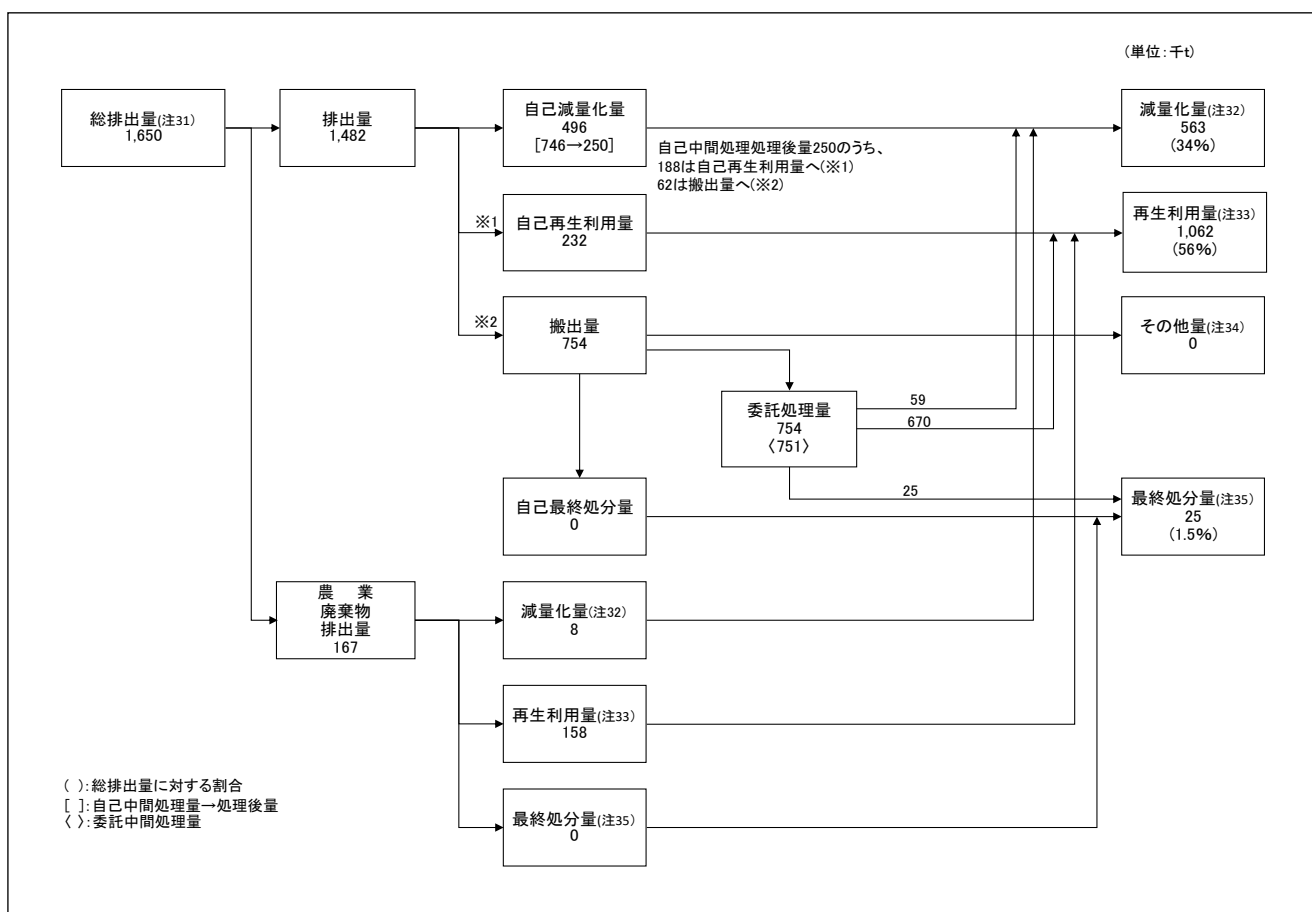 (単位:千t)
総排出量(注31)
1,650
排出量
1,482
自己減量化量
496
[746→250]
減量化量(注32)
563
(34%)
自己中間処理処理後量250のうち、
188は自己再生利用量へ(※1)
62は搬出量へ(※2)
※1
自己再生利用量
232
再生利用量(注33)
1,062
(56%)
※2
搬出量
754
その他量(注34)
0
委託処理量
754
〈751〉
59
670
25
自己最終処分量
0
最終処分量(注35)
25
(1.5%)
農 業
廃棄物
排出量
167
減量化量(注32)
8
再生利用量(注33)
158
最終処分量(注35)
0
( ):総排出量に対する割合
[ ]:自己中間処理量→処理後量
〈 〉:委託中間処理量